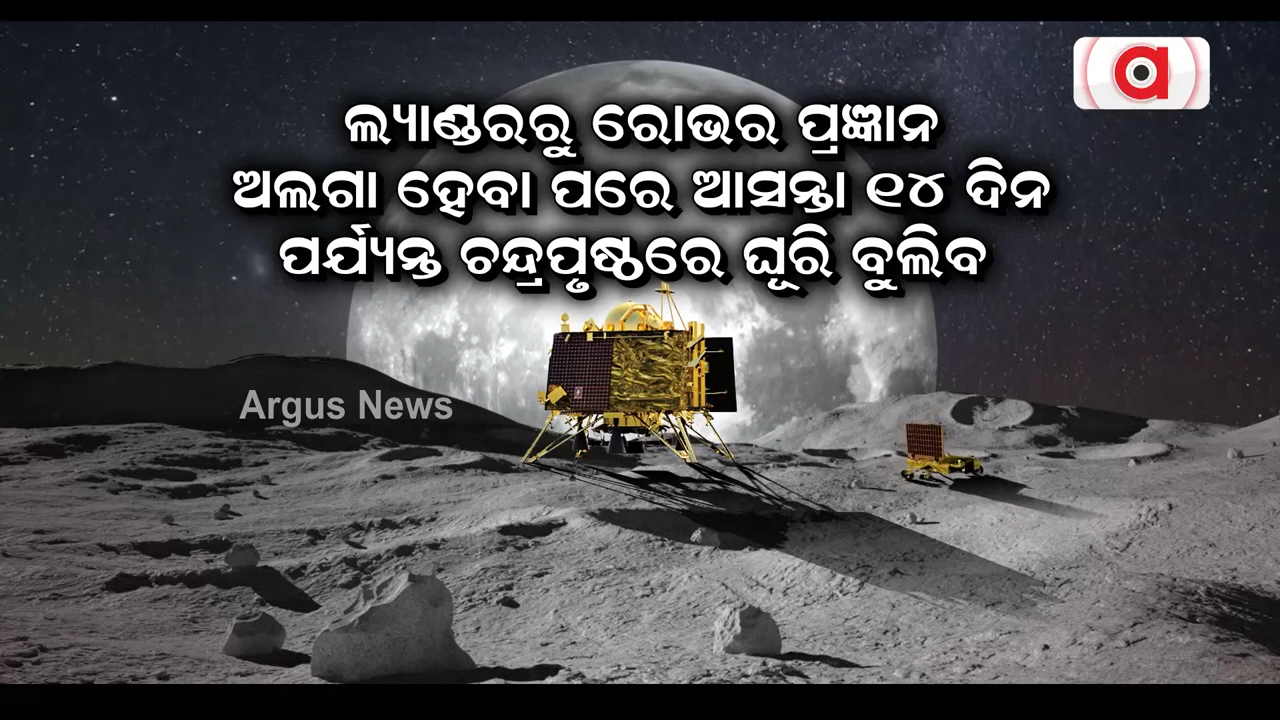 ଲ୍ୟାଣ୍ଡରରୁ ରୋଭର ପ୍ରଜ୍ଞାନ
ଅଲଗା ହେବା ପରେ ଆସନ୍ତା ୧୪ ଦିନ
ପର୍ଯ୍ୟନ୍ତ ଚନ୍ଦ୍ରପୃଷ୍ଠରେ ଘୂରି ବୁଲିବ
Argus News